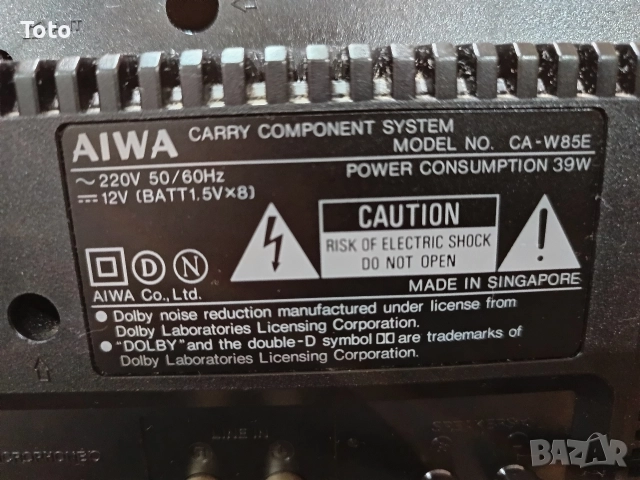 Toto
AIWA
CARRY COMPONENT SYSTEM
MODEL NO. CA-W85E
~220V 50/60Hz
POWER CONSUMPTION 39W
⎓12V (BATT1.5V×8)
CAUTION
RISK OF ELECTRIC SHOCK
DO NOT OPEN
D N
AIWA Co., Ltd.
MADE IN SINGAPORE
● Dolby noise reduction manufactured under license from
Dolby Laboratories Licensing Corporation.
● "DOLBY" and the double-D symbol are trademarks of
Dolby Laboratories Licensing Corporation.
LINE IN
BAZAR